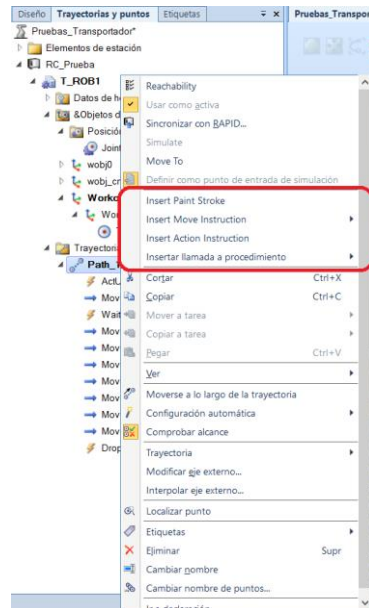 Diseño Trayectorias y puntos Etiquetas Pruebas_Transpor
Pruebas_Transportador*
Elementos de estación
RC_Prueba
T_ROB1
Datos de h
&Objetos d
Posició
Joint
wobj0
wobj_cr
Worko
Wo
Trayectori
Path_1
ActU
Mov
Wait
Mov
Mov
Mov
Mov
Mov
Mov
Drop
Reachability
Usar como activa
Sincronizar con RAPID...
Simulate
Move To
Definir como punto de entrada de simulación
Insert Paint Stroke
Insert Move Instruction
Insert Action Instruction
Insertar llamada a procedimiento
Cortar Ctrl+X
Copiar Ctrl+C
Mover a tarea
Copiar a tarea
Pegar Ctrl+V
Ver
Moverse a lo largo de la trayectoria
Configuración automática
Comprobar alcance
Trayectoria
Modificar eje externo...
Interpolar eje externo...
Localizar punto
Etiquetas
Eliminar Supr
Cambiar nombre
Cambiar nombre de puntos...